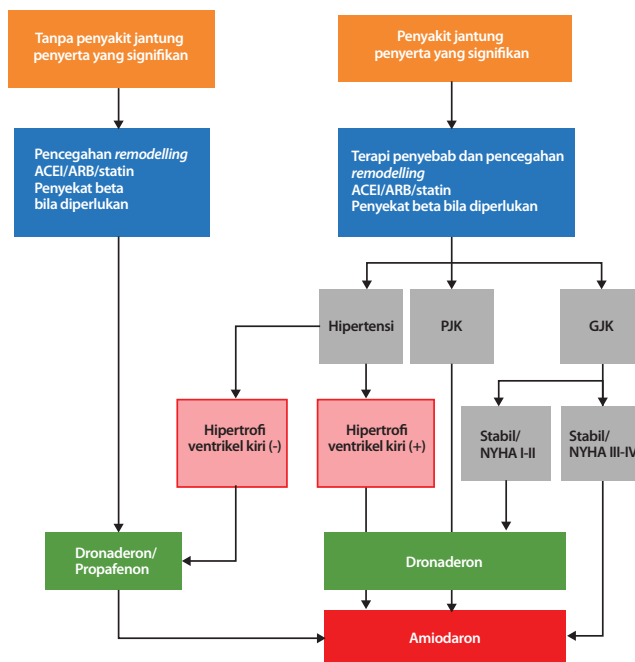 Tanpa penyakit jantung
penyerta yang signifikan
Penyakit jantung
penyerta yang signifikan
Pencegahan remodelling
ACEI/ARB/statin
Penyekat beta
bila diperlukan
Terapi penyebab dan pencegahan
remodelling
ACEI/ARB/statin
Penyekat beta bila diperlukan
Hipertensi
PJK
GJK
Hipertrofi
ventrikel kiri (-)
Hipertrofi
ventrikel kiri (+)
Stabil/
NYHA I-II
Stabil/
NYHA III-IV
Dronaderon/
Propafenon
Dronaderon
Amiodaron